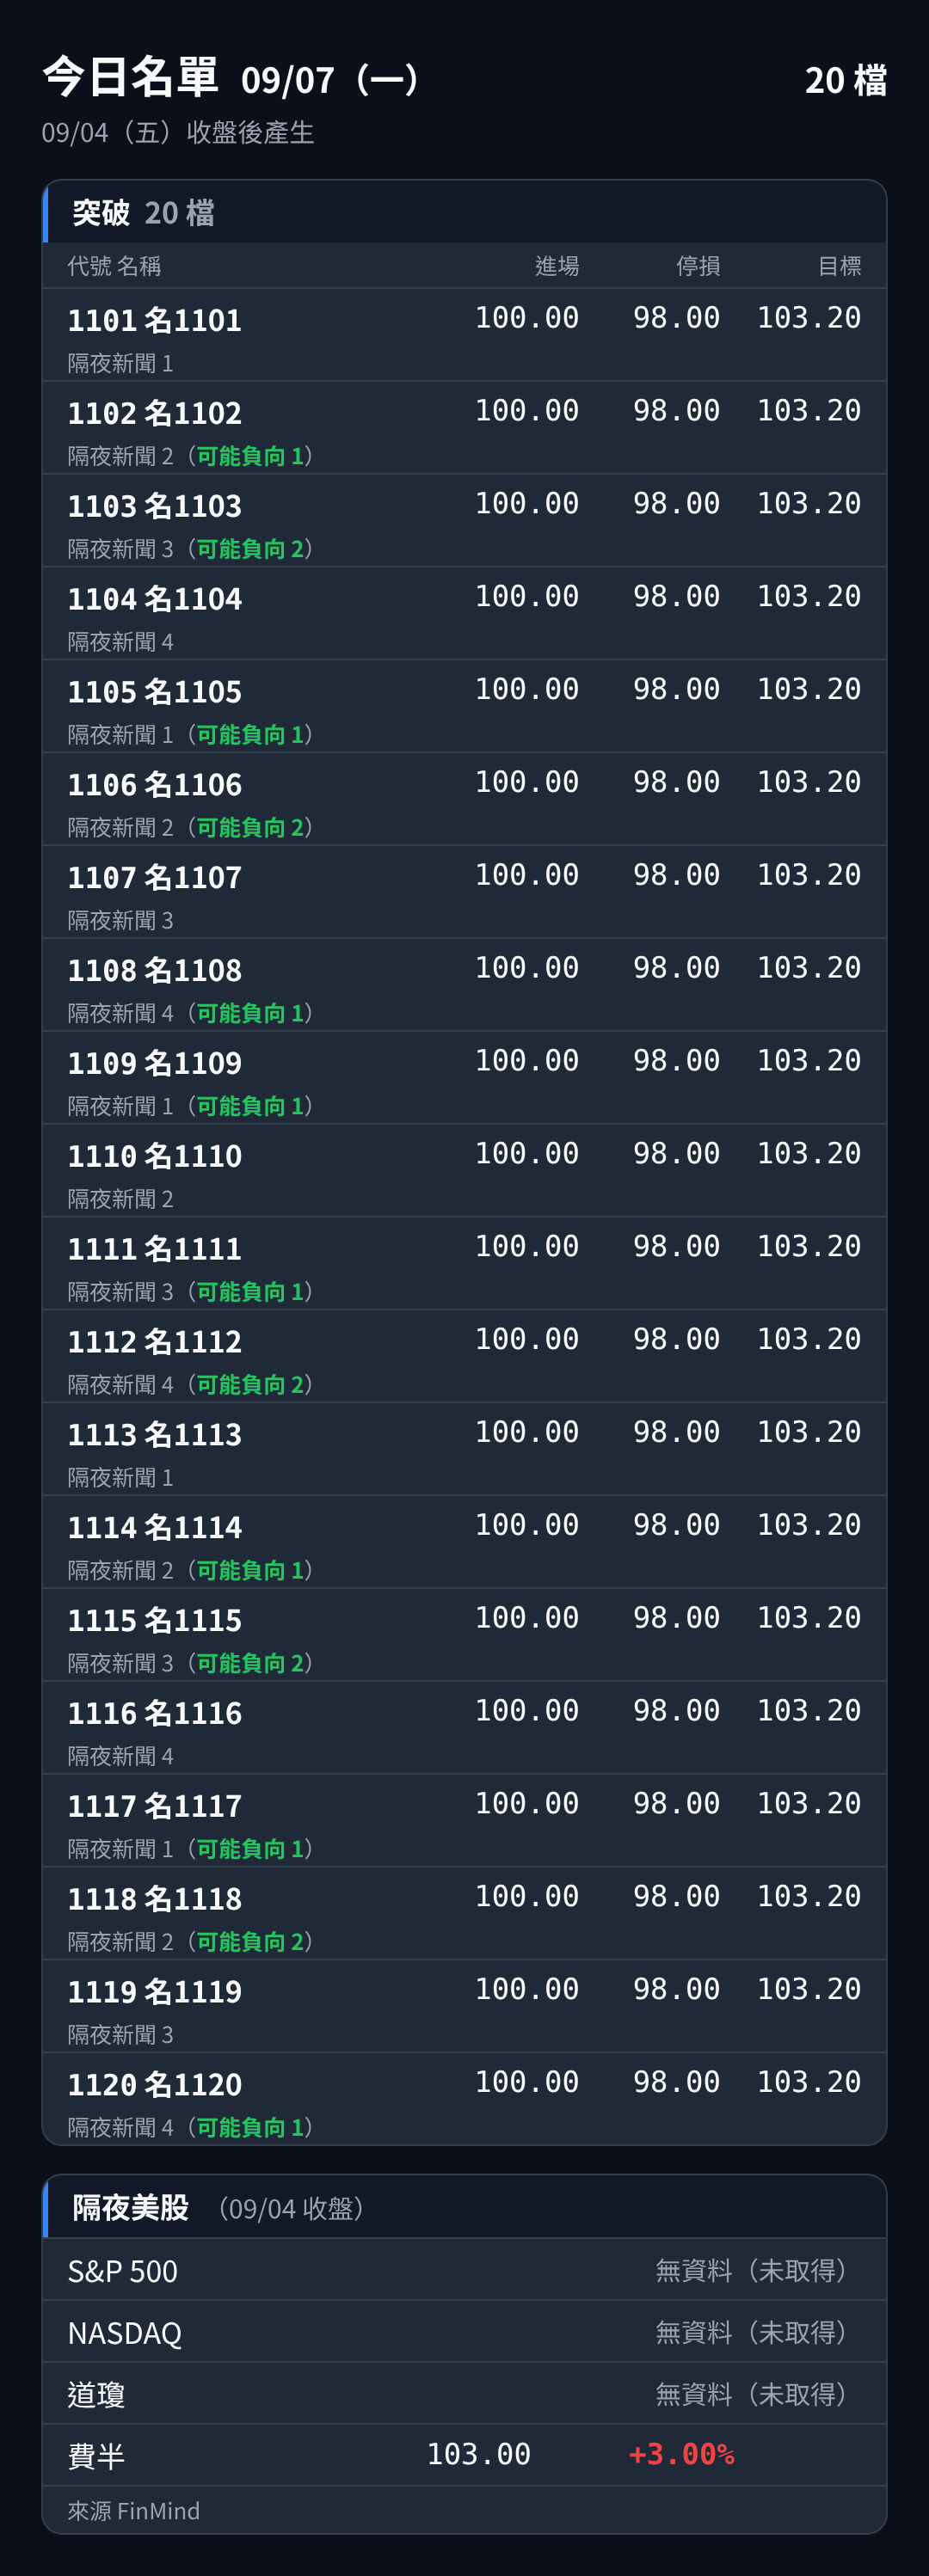 今日名單 09/07（一） 20 檔
09/04（五）收盤後產生
突破 20 檔
代號 名稱 進場 停損 目標
1101 名1101 100.00 98.00 103.20
隔夜新聞 1
1102 名1102 100.00 98.00 103.20
隔夜新聞 2（可能負向 1）
1103 名1103 100.00 98.00 103.20
隔夜新聞 3（可能負向 2）
1104 名1104 100.00 98.00 103.20
隔夜新聞 4
1105 名1105 100.00 98.00 103.20
隔夜新聞 1（可能負向 1）
1106 名1106 100.00 98.00 103.20
隔夜新聞 2（可能負向 2）
1107 名1107 100.00 98.00 103.20
隔夜新聞 3
1108 名1108 100.00 98.00 103.20
隔夜新聞 4（可能負向 1）
1109 名1109 100.00 98.00 103.20
隔夜新聞 1（可能負向 1）
1110 名1110 100.00 98.00 103.20
隔夜新聞 2
1111 名1111 100.00 98.00 103.20
隔夜新聞 3（可能負向 1）
1112 名1112 100.00 98.00 103.20
隔夜新聞 4（可能負向 2）
1113 名1113 100.00 98.00 103.20
隔夜新聞 1
1114 名1114 100.00 98.00 103.20
隔夜新聞 2（可能負向 1）
1115 名1115 100.00 98.00 103.20
隔夜新聞 3（可能負向 2）
1116 名1116 100.00 98.00 103.20
隔夜新聞 4
1117 名1117 100.00 98.00 103.20
隔夜新聞 1（可能負向 1）
1118 名1118 100.00 98.00 103.20
隔夜新聞 2（可能負向 2）
1119 名1119 100.00 98.00 103.20
隔夜新聞 3
1120 名1120 100.00 98.00 103.20
隔夜新聞 4（可能負向 1）
隔夜美股 （09/04 收盤）
S&P 500 無資料（未取得）
NASDAQ 無資料（未取得）
道瓊 無資料（未取得）
費半 103.00 +3.00%
來源 FinMind